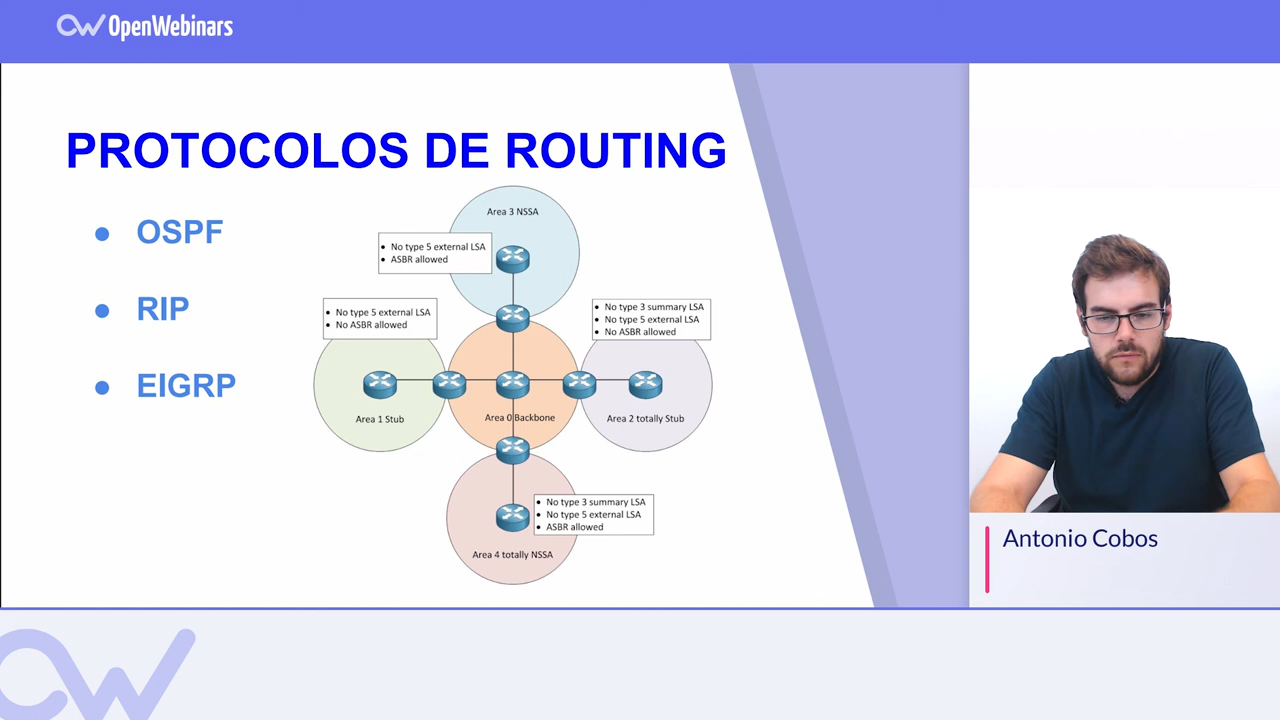 OpenWebinars
PROTOCOLOS DE ROUTING
• OSPF
• RIP
• EIGRP
Area 3 NSSA
• No type 5 external LSA
• ASBR allowed
• No type 5 external LSA
• No ASBR allowed
• No type 3 summary LSA
• No type 5 external LSA
• No ASBR allowed
Area 1 Stub
Area 0 Backbone
Area 2 totally Stub
• No type 3 summary LSA
• No type 5 external LSA
• ASBR allowed
Area 4 totally NSSA
Antonio Cobos